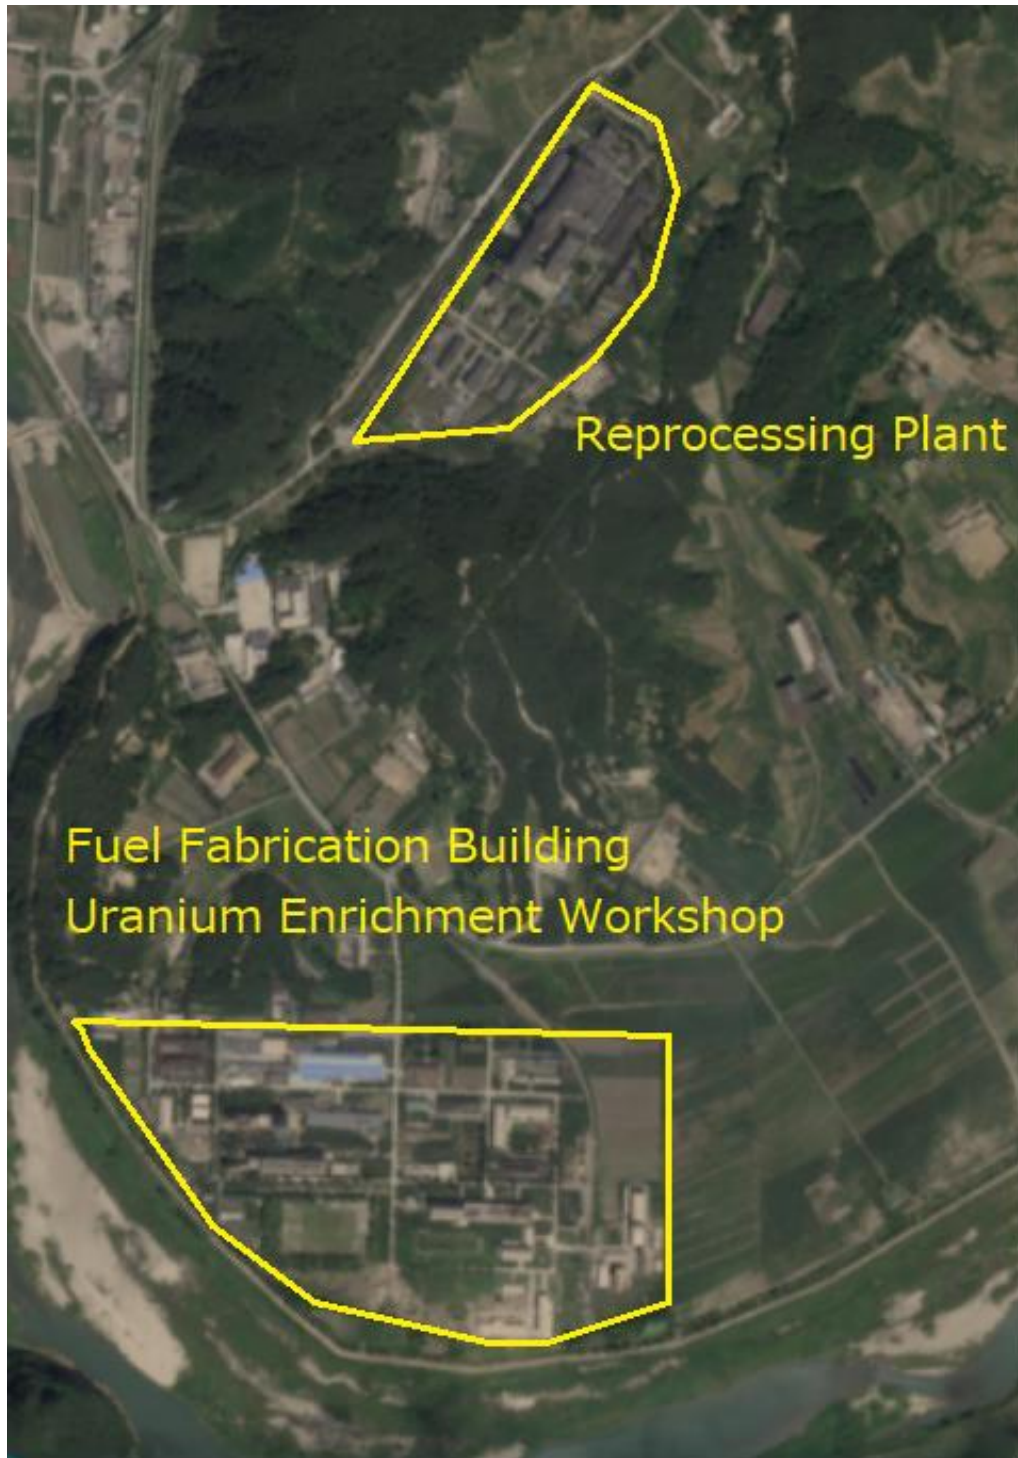 Reprocessing Plant
Fuel Fabrication Building
Uranium Enrichment Workshop